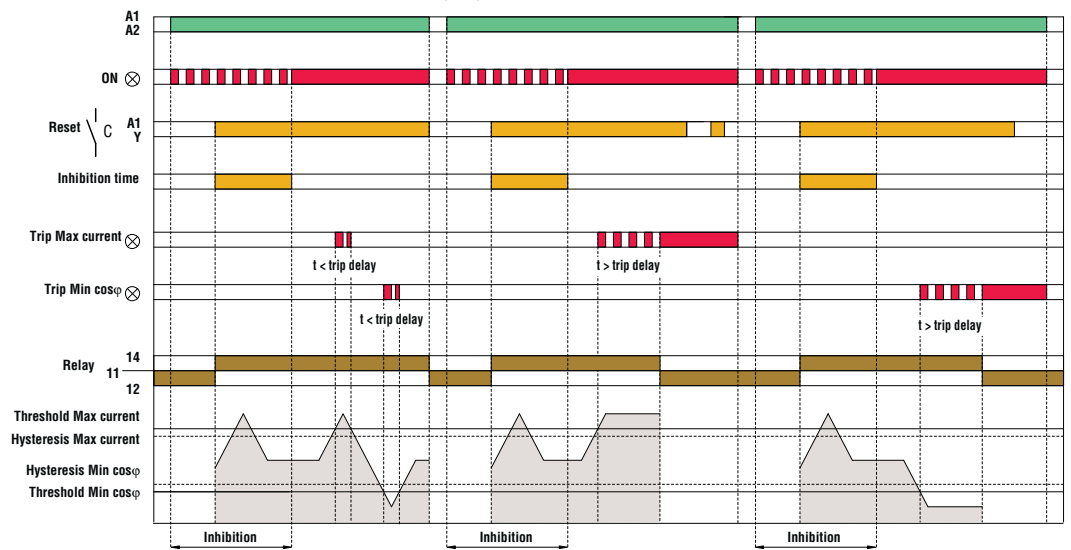 A1
A2
ON
Reset C A1
Y
Inhibition time
Trip Max current
t < trip delay t > trip delay
Trip Min cosφ
t < trip delay t > trip delay
Relay 14
11
12
Threshold Max current
Hysteresis Max current
Hysteresis Min cosφ
Threshold Min cosφ
Inhibition Inhibition Inhibition